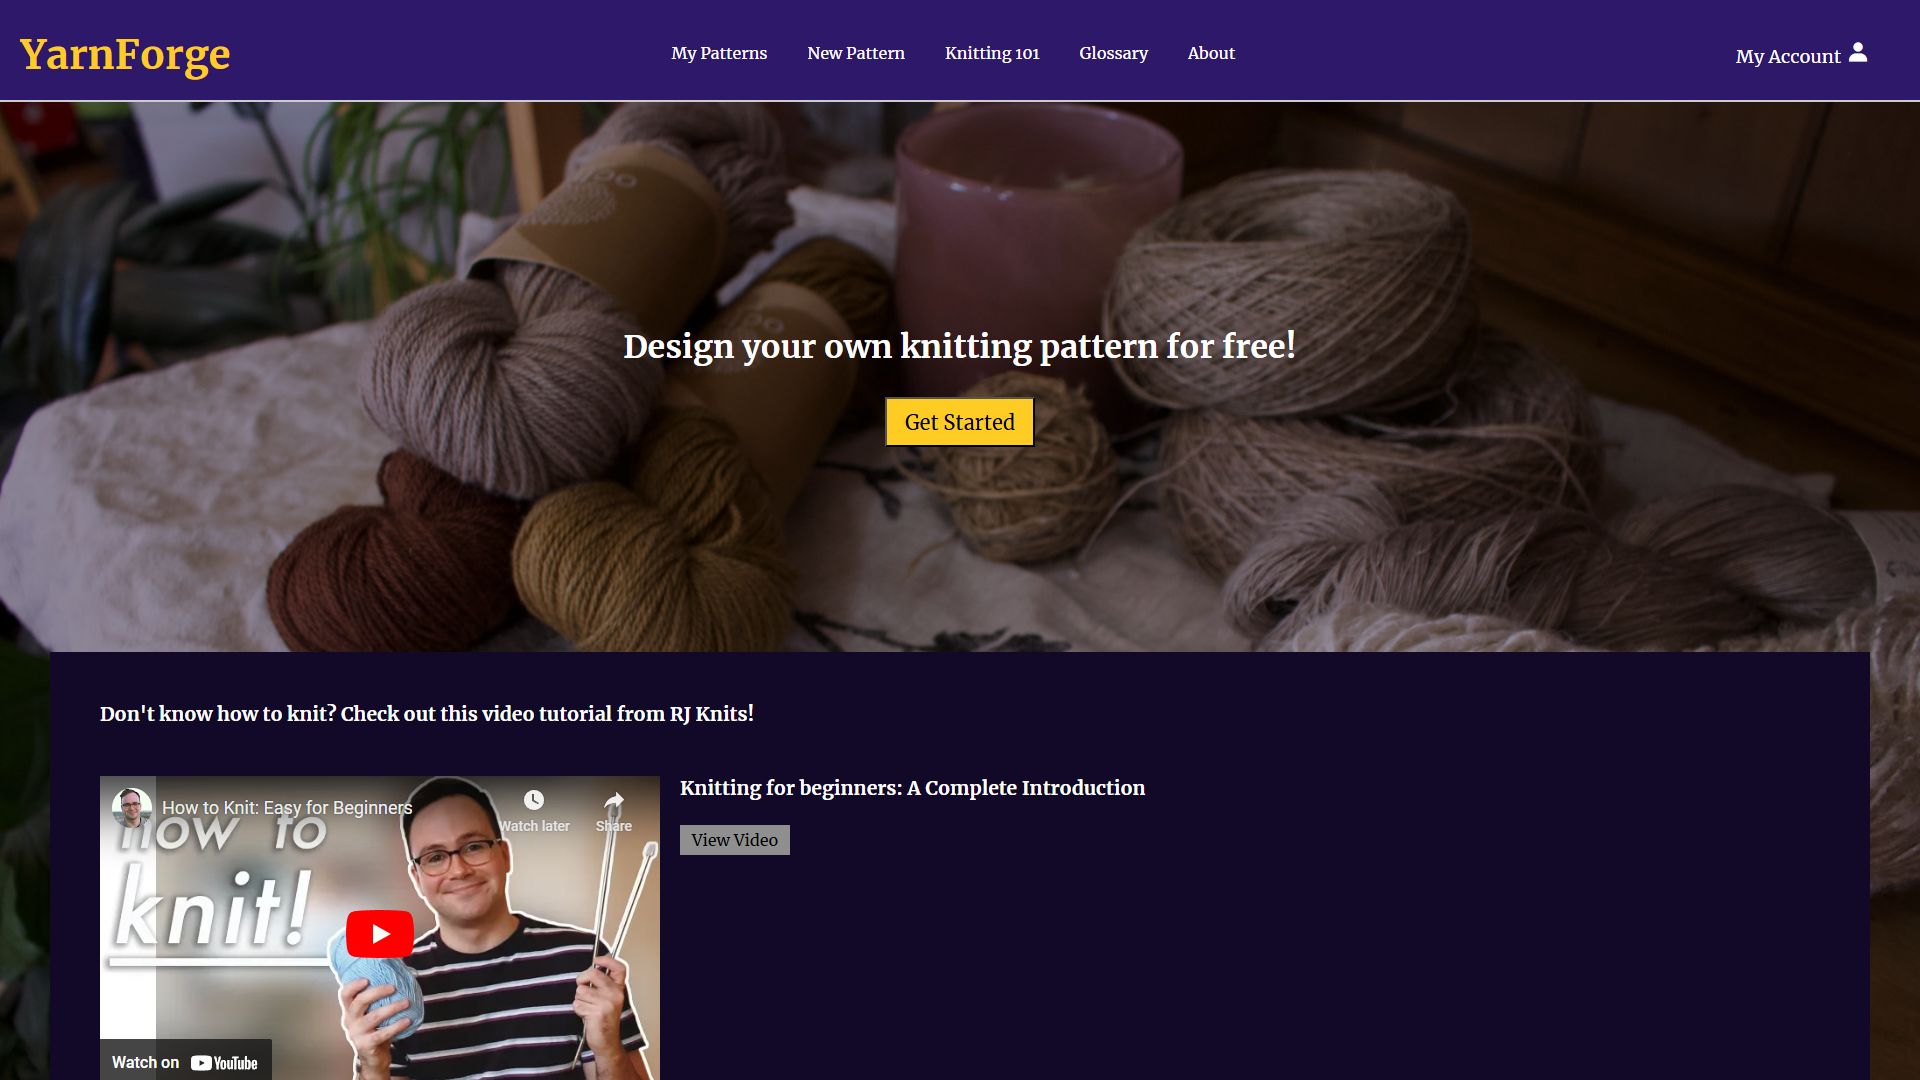 YarnForge
My Patterns
New Pattern
Knitting 101
Glossary
About
My Account
Design your own knitting pattern for free!
Get Started
Don't know how to knit? Check out this video tutorial from RJ Knits!
How to Knit: Easy for Beginners
Watch later
Share
how to
knit!
Watch on YouTube
Knitting for beginners: A Complete Introduction
View Video